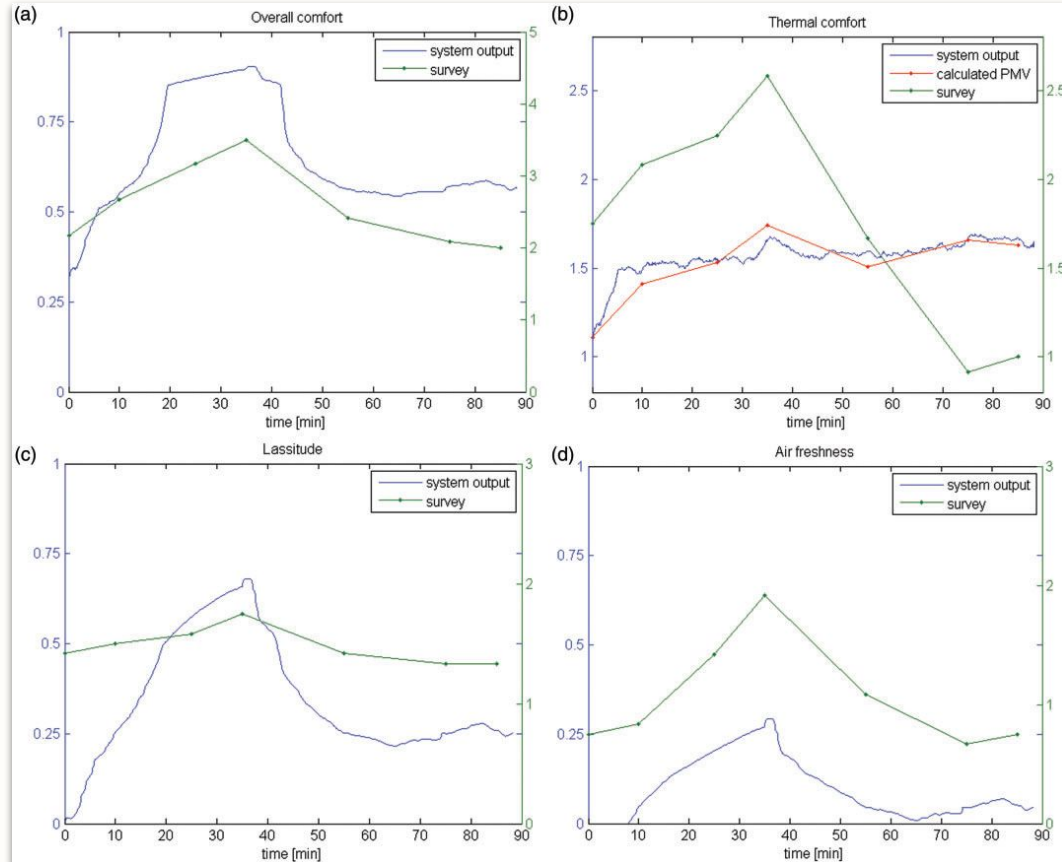 (a)
Overall comfort
1
0.75
0.5
0.25
0
5
4
3
2
1
0
system output
survey
0 10 20 30 40 50 60 70 80 90
time [min]
(b)
Thermal comfort
2.5
2
1.5
1
2.5
2
1.5
1
system output
calculated PMV
survey
0 10 20 30 40 50 60 70 80 90
time [min]
(c)
Lassitude
1
0.75
0.5
0.25
0
3
2
1
0
system output
survey
0 10 20 30 40 50 60 70 80 90
time [min]
(d)
Air freshness
1
0.75
0.5
0.25
0
3
2
1
0
system output
survey
0 10 20 30 40 50 60 70 80 90
time [min]